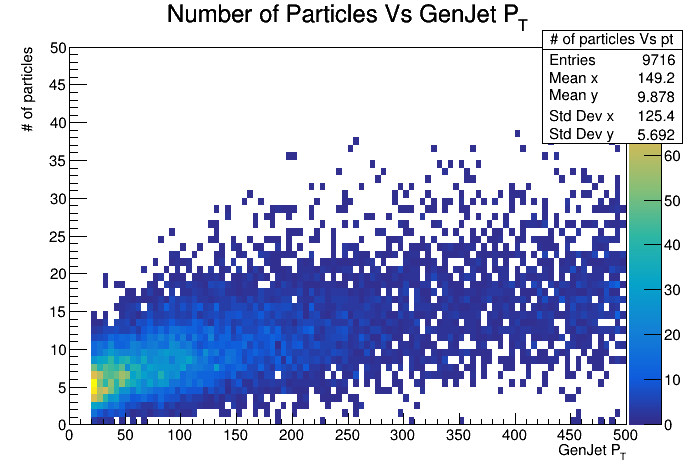 Number of Particles Vs GenJet P_T
# of particles Vs pt
Entries 9716
Mean x 149.2
Mean y 9.878
Std Dev x 125.4
Std Dev y 5.692
# of particles
50
45
40
35
30
25
20
15
10
5
0
0 50 100 150 200 250 300 350 400 450 500
GenJet P_T
60
50
40
30
20
10
0